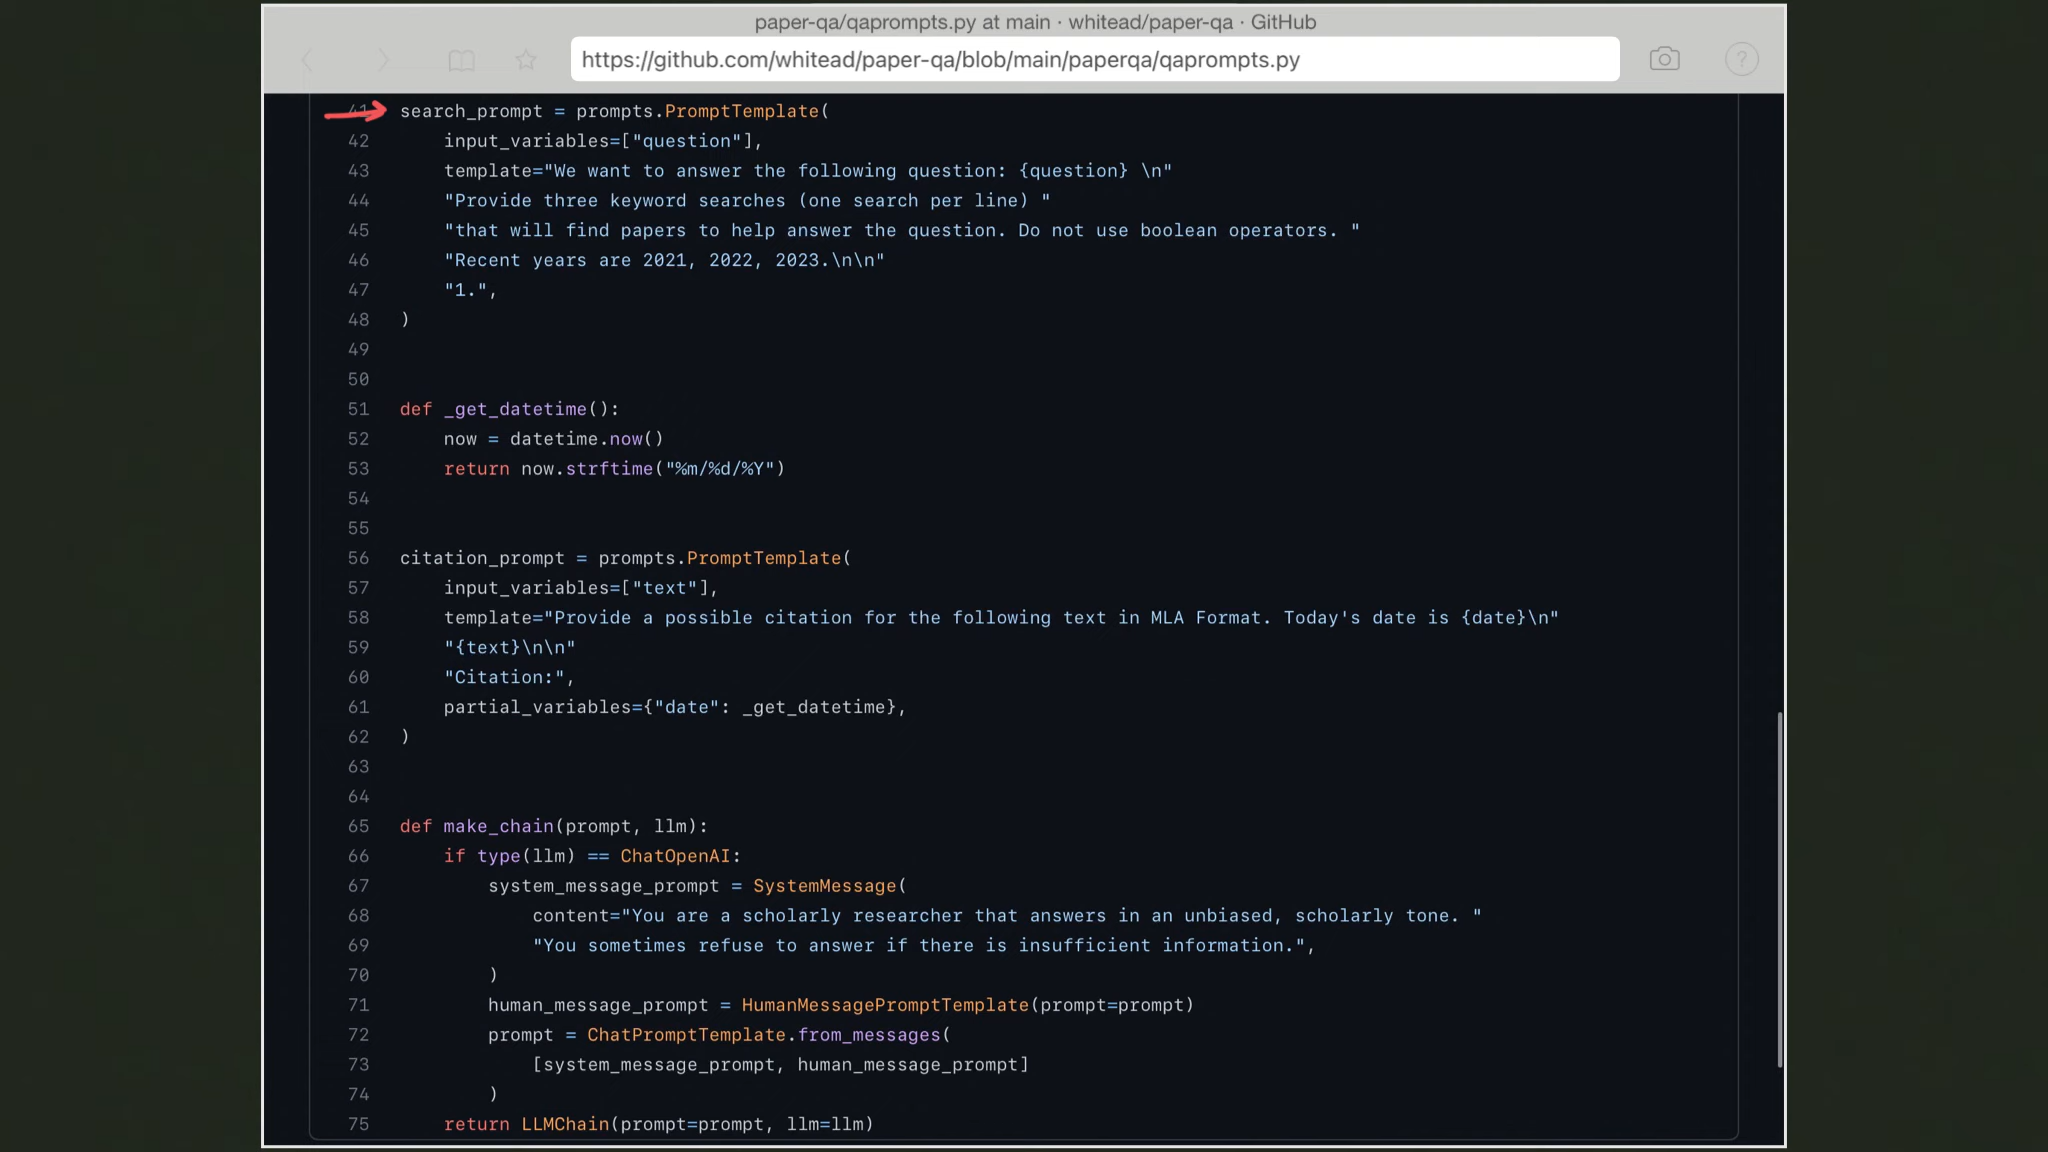 paper-qa/qaprompts.py at main · whitead/paper-qa · GitHub
https://github.com/whitead/paper-qa/blob/main/paperqa/qaprompts.py
?
41 search_prompt = prompts.PromptTemplate(
42     input_variables=["question"],
43     template="We want to answer the following question: {question} \n"
44     "Provide three keyword searches (one search per line) "
45     "that will find papers to help answer the question. Do not use boolean operators. "
46     "Recent years are 2021, 2022, 2023.\n\n"
47     "1.",
48 )
49
50
51 def _get_datetime():
52     now = datetime.now()
53     return now.strftime("%m/%d/%Y")
54
55
56 citation_prompt = prompts.PromptTemplate(
57     input_variables=["text"],
58     template="Provide a possible citation for the following text in MLA Format. Today's date is {date}\n"
59     "{text}\n\n"
60     "Citation:",
61     partial_variables={"date": _get_datetime},
62 )
63
64
65 def make_chain(prompt, llm):
66     if type(llm) == ChatOpenAI:
67         system_message_prompt = SystemMessage(
68             content="You are a scholarly researcher that answers in an unbiased, scholarly tone. "
69             "You sometimes refuse to answer if there is insufficient information.",
70         )
71         human_message_prompt = HumanMessagePromptTemplate(prompt=prompt)
72         prompt = ChatPromptTemplate.from_messages(
73             [system_message_prompt, human_message_prompt]
74         )
75     return LLMChain(prompt=prompt, llm=llm)